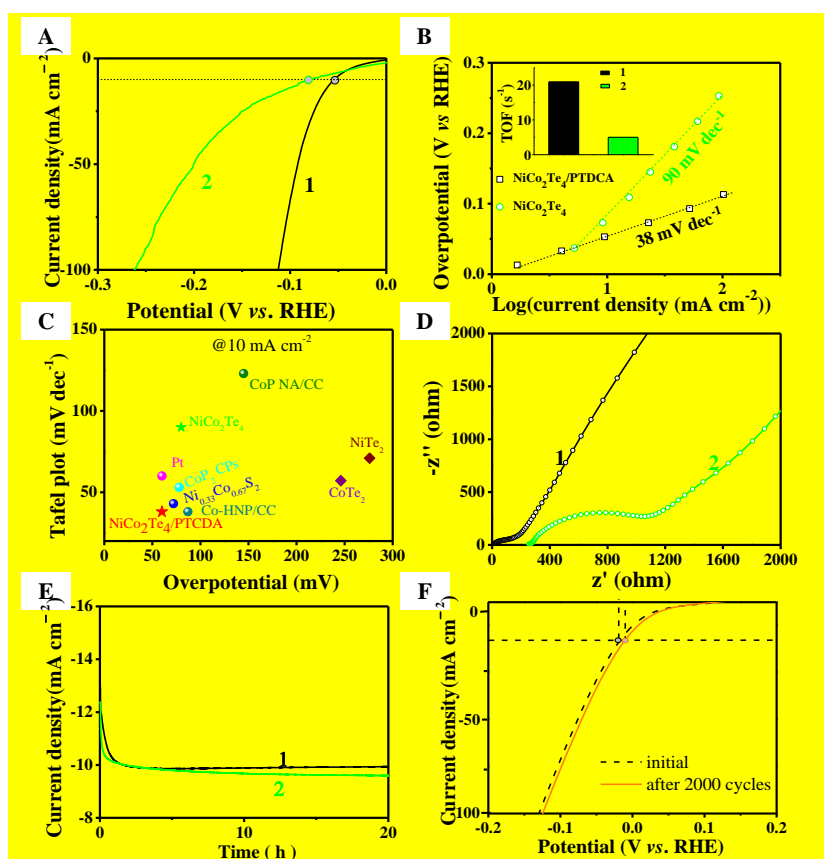 A
0
-50
-100
-0.3
-0.2
-0.1
0.0
Current density(mA cm⁻²)
Potential (V vs. RHE)
2
1
B
0.3
0.2
0.1
0.0
0
1
2
Overpotential (V vs RHE)
Log(current density (mA cm⁻²))
TOF (s⁻¹)
20
10
0
1
2
NiCo₂Te₄/PTDCA
NiCo₂Te₄
90 mV dec⁻¹
38 mV dec⁻¹
C
150
100
50
0
50
100
150
200
250
300
Tafel plot (mV dec⁻¹)
Overpotential (mV)
@10 mA cm⁻²
CoP NA/CC
NiCo₂Te₄
NiTe₂
Pt
CoP₃ CPs
Ni₀.₃₃Co₀.₆₇S₂
CoTe₂
NiCo₂Te₄/PTCDA
Co-HNP/CC
D
2000
1600
1200
800
400
0
0
400
800
1200
1600
2000
-z'' (ohm)
z' (ohm)
1
2
E
-16
-14
-12
-10
-8
0
10
20
Current density(mA cm⁻²)
Time ( h )
1
2
F
0
-50
100
-0.2
-0.1
0.0
0.1
0.2
Current density(mA cm⁻²)
Potential (V vs. RHE)
initial
after 2000 cycles